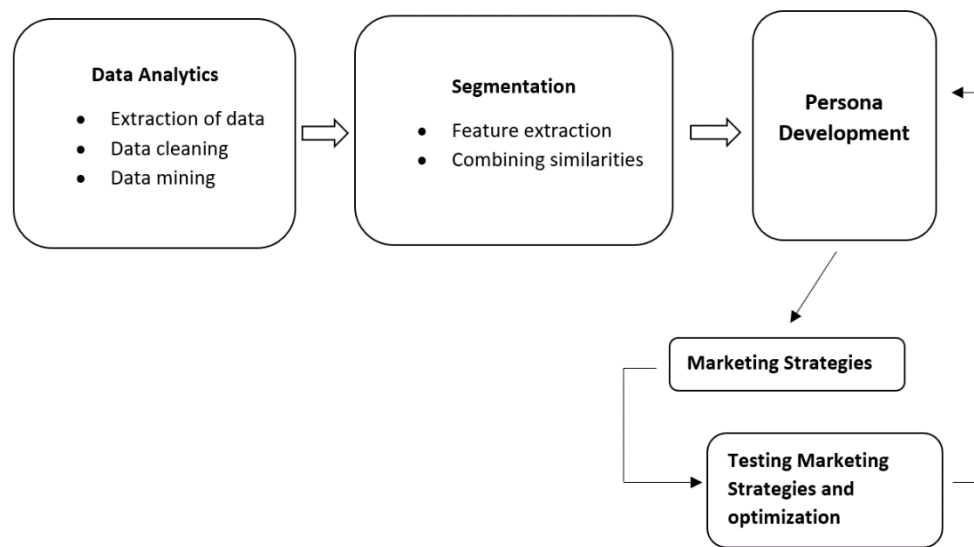 Data Analytics
● Extraction of data
● Data cleaning
● Data mining
Segmentation
● Feature extraction
● Combining similarities
Persona
Development
Marketing Strategies
Testing Marketing
Strategies and
optimization